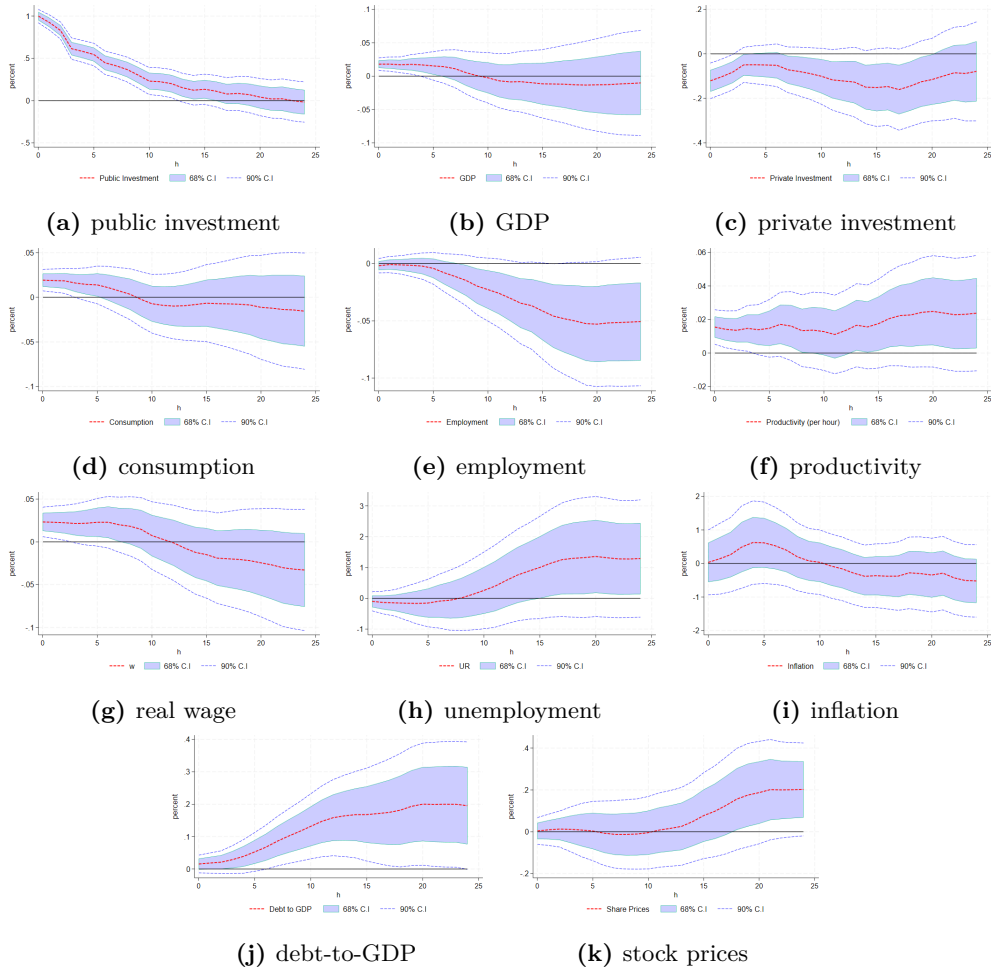 1
.5
0
-.5
percent
0 5 10 15 20 25
h
Public Investment 68% C.I 90% C.I
(a) public investment
.1
.05
0
-.05
-.1
percent
0 5 10 15 20 25
h
GDP 68% C.I 90% C.I
(b) GDP
.2
0
-.2
-.4
percent
0 5 10 15 20 25
h
Private Investment 68% C.I 90% C.I
(c) private investment
.05
0
-.05
-.1
percent
0 5 10 15 20 25
h
Consumption 68% C.I 90% C.I
(d) consumption
0
-.05
-.1
percent
0 5 10 15 20 25
h
Employment 68% C.I 90% C.I
(e) employment
.06
.04
.02
0
-.02
percent
0 5 10 15 20 25
h
Productivity (per hour) 68% C.I 90% C.I
(f) productivity
.05
0
-.05
-.1
percent
0 5 10 15 20 25
h
w 68% C.I 90% C.I
(g) real wage
.3
.2
.1
0
-.1
percent
0 5 10 15 20 25
h
UR 68% C.I 90% C.I
(h) unemployment
.2
.1
0
-.1
-.2
percent
0 5 10 15 20 25
h
Inflation 68% C.I 90% C.I
(i) inflation
.4
.3
.2
.1
0
percent
0 5 10 15 20 25
h
Debt to GDP 68% C.I 90% C.I
(j) debt-to-GDP
.4
.2
0
-.2
percent
0 5 10 15 20 25
h
Share Prices 68% C.I 90% C.I
(k) stock prices